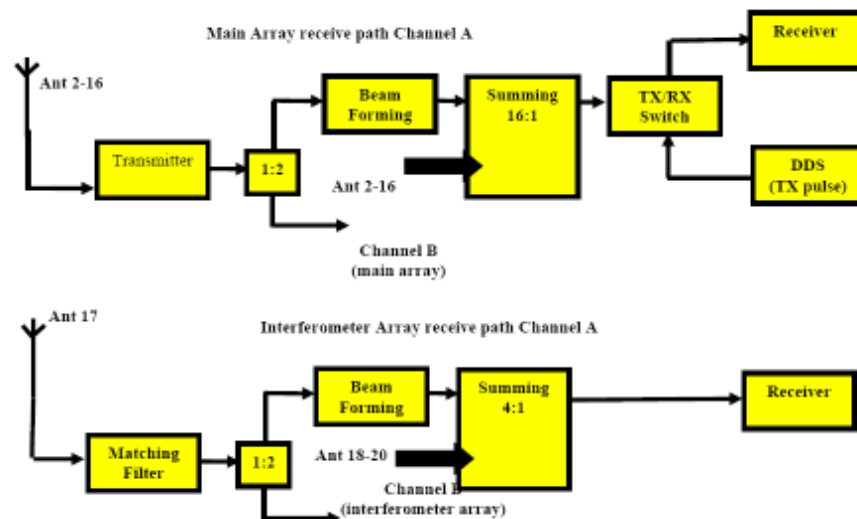 Main Array receive path Channel A
Receiver
Ant 2-16
Beam
Forming
Summing
16:1
TX/RX
Switch
Transmitter
1:2
Ant 2-16
DDS
(TX pulse)
Channel B
(main array)
Ant 17
Interferometer Array receive path Channel A
Beam
Forming
Summing
4:1
Receiver
Matching
Filter
1:2
Ant 18-20
Channel B
(interferometer array)